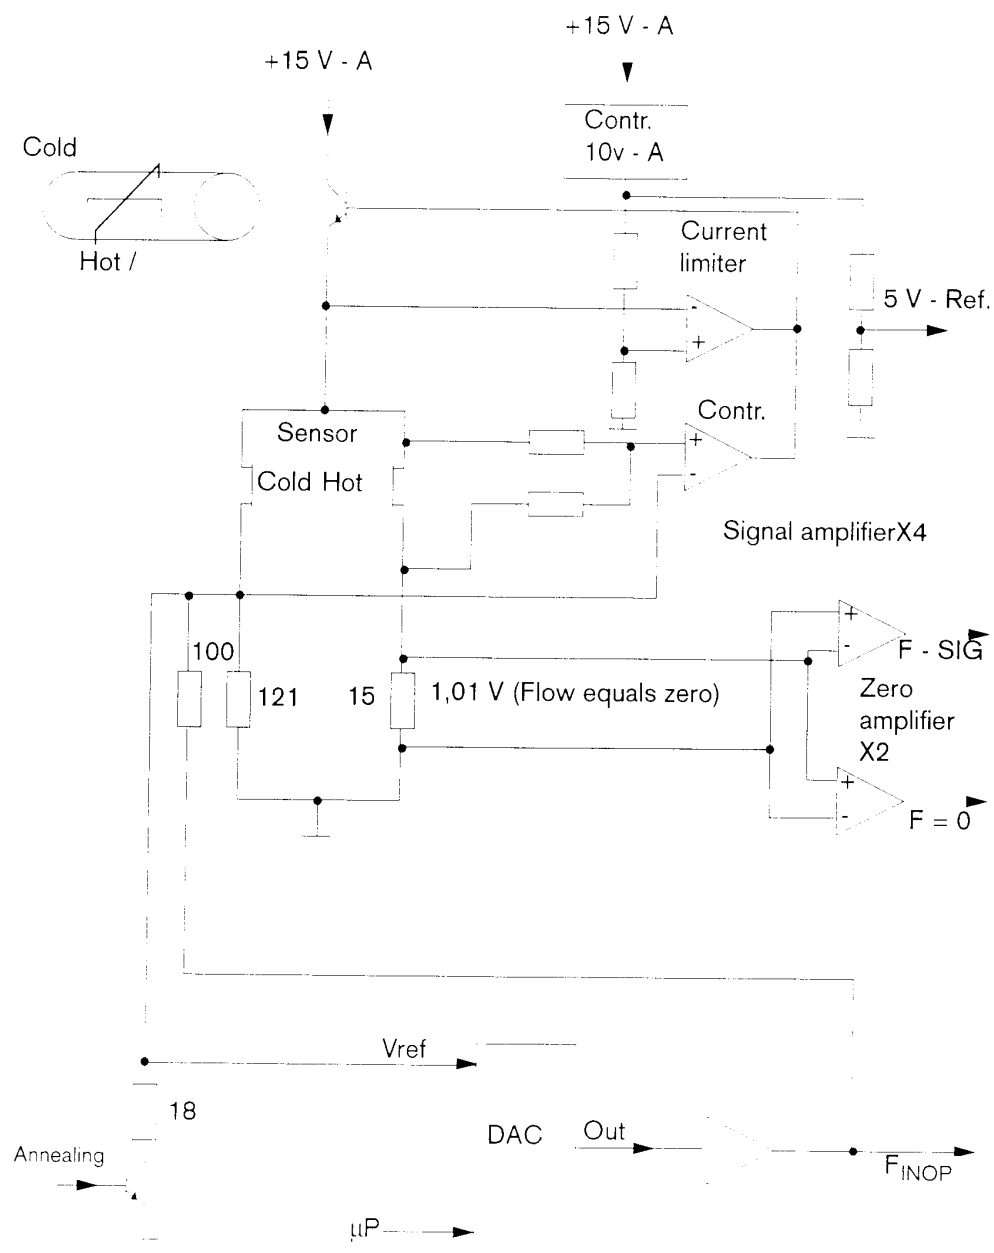 +15 V - A
+15 V - A
Contr.
10v - A
Cold
Hot /
Current
limiter
-
+
5 V - Ref.
Sensor
Contr.
+
-
Cold Hot
Signal amplifierX4
+
-
F - SIG
100
121
15
1,01 V (Flow equals zero)
Zero
amplifier
X2
+
-
F = 0
Vref
18
Annealing
DAC
Out
FINOP
µP